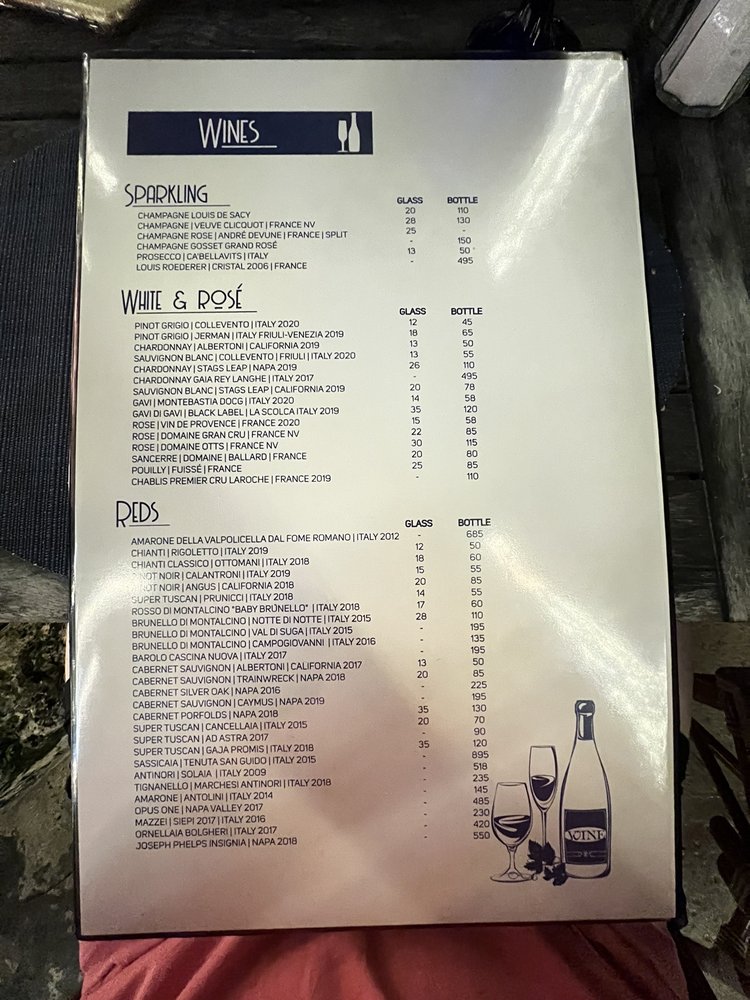 WINES
SPARKLING GLASS BOTTLE
CHAMPAGNE LOUIS DE SACY 20 110
CHAMPAGNE | VEUVE CLICQUOT | FRANCE NV 28 130
CHAMPAGNE ROSE | ANDRÉ DEVUNE | FRANCE | SPLIT 25 -
CHAMPAGNE GOSSET GRAND ROSÉ - 150
PROSECCO | CA'BELLAVITS | ITALY 13 50
LOUIS ROEDERER | CRISTAL 2006 | FRANCE - 495
WHITE & ROSÉ GLASS BOTTLE
PINOT GRIGIO | COLLEVENTO | ITALY 2020 12 45
PINOT GRIGIO | JERMAN | ITALY FRIULI-VENEZIA 2019 18 65
CHARDONNAY | ALBERTONI | CALIFORNIA 2019 13 50
SAUVIGNON BLANC | COLLEVENTO | FRIULI | ITALY 2020 13 55
CHARDONNAY | STAGS LEAP | NAPA 2019 26 110
CHARDONNAY GAIA REY LANGHE | ITALY 2017 - 495
SAUVIGNON BLANC | STAGS LEAP | CALIFORNIA 2019 20 78
GAVI | MONTEBASTIA DOCG | ITALY 2020 14 58
GAVI DI GAVI | BLACK LABEL | LA SCOLCA ITALY 2019 35 120
ROSE | VIN DE PROVENCE | FRANCE 2020 15 58
ROSE | DOMAINE GRAN CRU | FRANCE NV 22 85
ROSE | DOMAINE OTTS | FRANCE NV 30 115
SANCERRE | DOMAINE | BALLARD | FRANCE 20 80
POUILLY | FUISSÉ | FRANCE 25 85
CHABLIS PREMIER CRU LAROCHE | FRANCE 2019 - 110
REDS GLASS BOTTLE
AMARONE DELLA VALPOLICELLA DAL FOME ROMANO | ITALY 2012 - 685
CHIANTI | RIGOLETTO | ITALY 2019 12 50
CHIANTI CLASSICO | OTTOMANI | ITALY 2018 18 60
NOIR | CALANTRONI | ITALY 2019 15 55
NOIR | ANGUS | CALIFORNIA 2018 20 85
SUPER TUSCAN | PRUNICCI | ITALY 2018 14 55
ROSSO DI MONTALCINO "BABY BRUNELLO" | ITALY 2018 17 60
BRUNELLO DI MONTALCINO | NOTTE DI NOTTE | ITALY 2015 28 110
BRUNELLO DI MONTALCINO | VAL DI SUGA | ITALY 2015 - 195
BRUNELLO DI MONTALCINO | CAMPOGIOVANNI | ITALY 2016 - 135
BAROLO CASCINA NUOVA | ITALY 2017 - 195
CABERNET SAUVIGNON | ALBERTONI | CALIFORNIA 2017 13 50
CABERNET SAUVIGNON | TRAINWRECK | NAPA 2018 20 85
CABERNET SILVER OAK | NAPA 2016 - 225
CABERNET SAUVIGNON | CAYMUS | NAPA 2019 - 195
CABERNET PORFOLDS | NAPA 2018 35 130
SUPER TUSCAN | CANCELLAIA | ITALY 2015 20 70
SUPER TUSCAN | AD ASTRA 2017 - 90
SUPER TUSCAN | GAJA PROMIS | ITALY 2018 35 120
SASSICAIA | TENUTA SAN GUIDO | ITALY 2015 - 895
ANTINORI | SOLAIA | ITALY 2009 - 518
TIGNANELLO | MARCHESI ANTINORI | ITALY 2018 - 235
AMARONE | ANTOLINI | ITALY 2014 - 145
OPUS ONE | NAPA VALLEY 2017 - 485
MAZZEI | SIEPI 2017 | ITALY 2016 - 230
ORNELLAIA BOLGHERI | ITALY 2017 - 420
JOSEPH PHELPS INSIGNIA | NAPA 2018 - 550
WINE